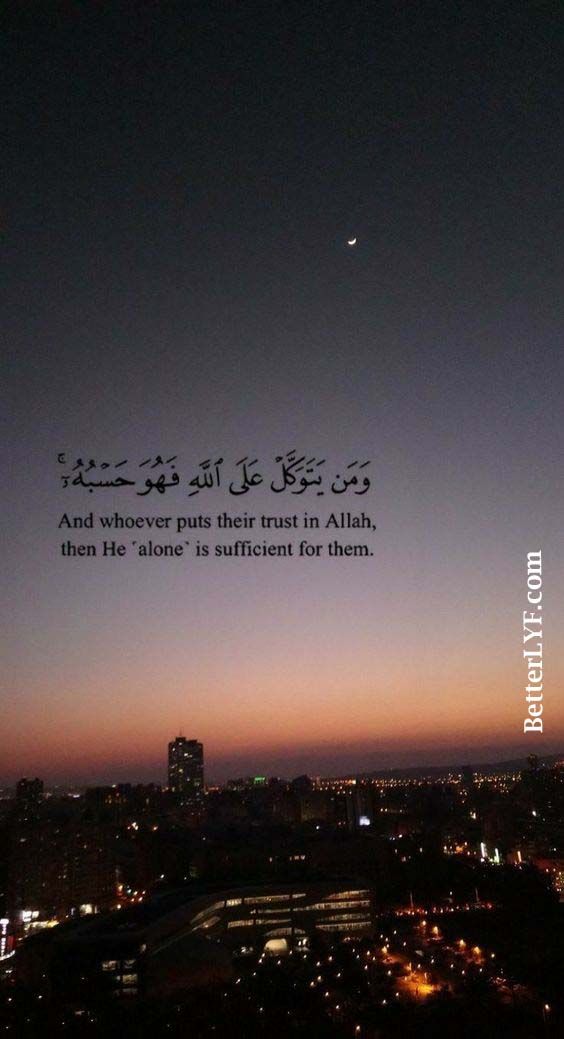 وَمَن يَتَوَكَّلْ عَلَى ٱللَّهِ فَهُوَ حَسْبُهُۥٓ ۚ
And whoever puts their trust in Allah,
then He ˹alone˺ is sufficient for them.
BetterLYF.com